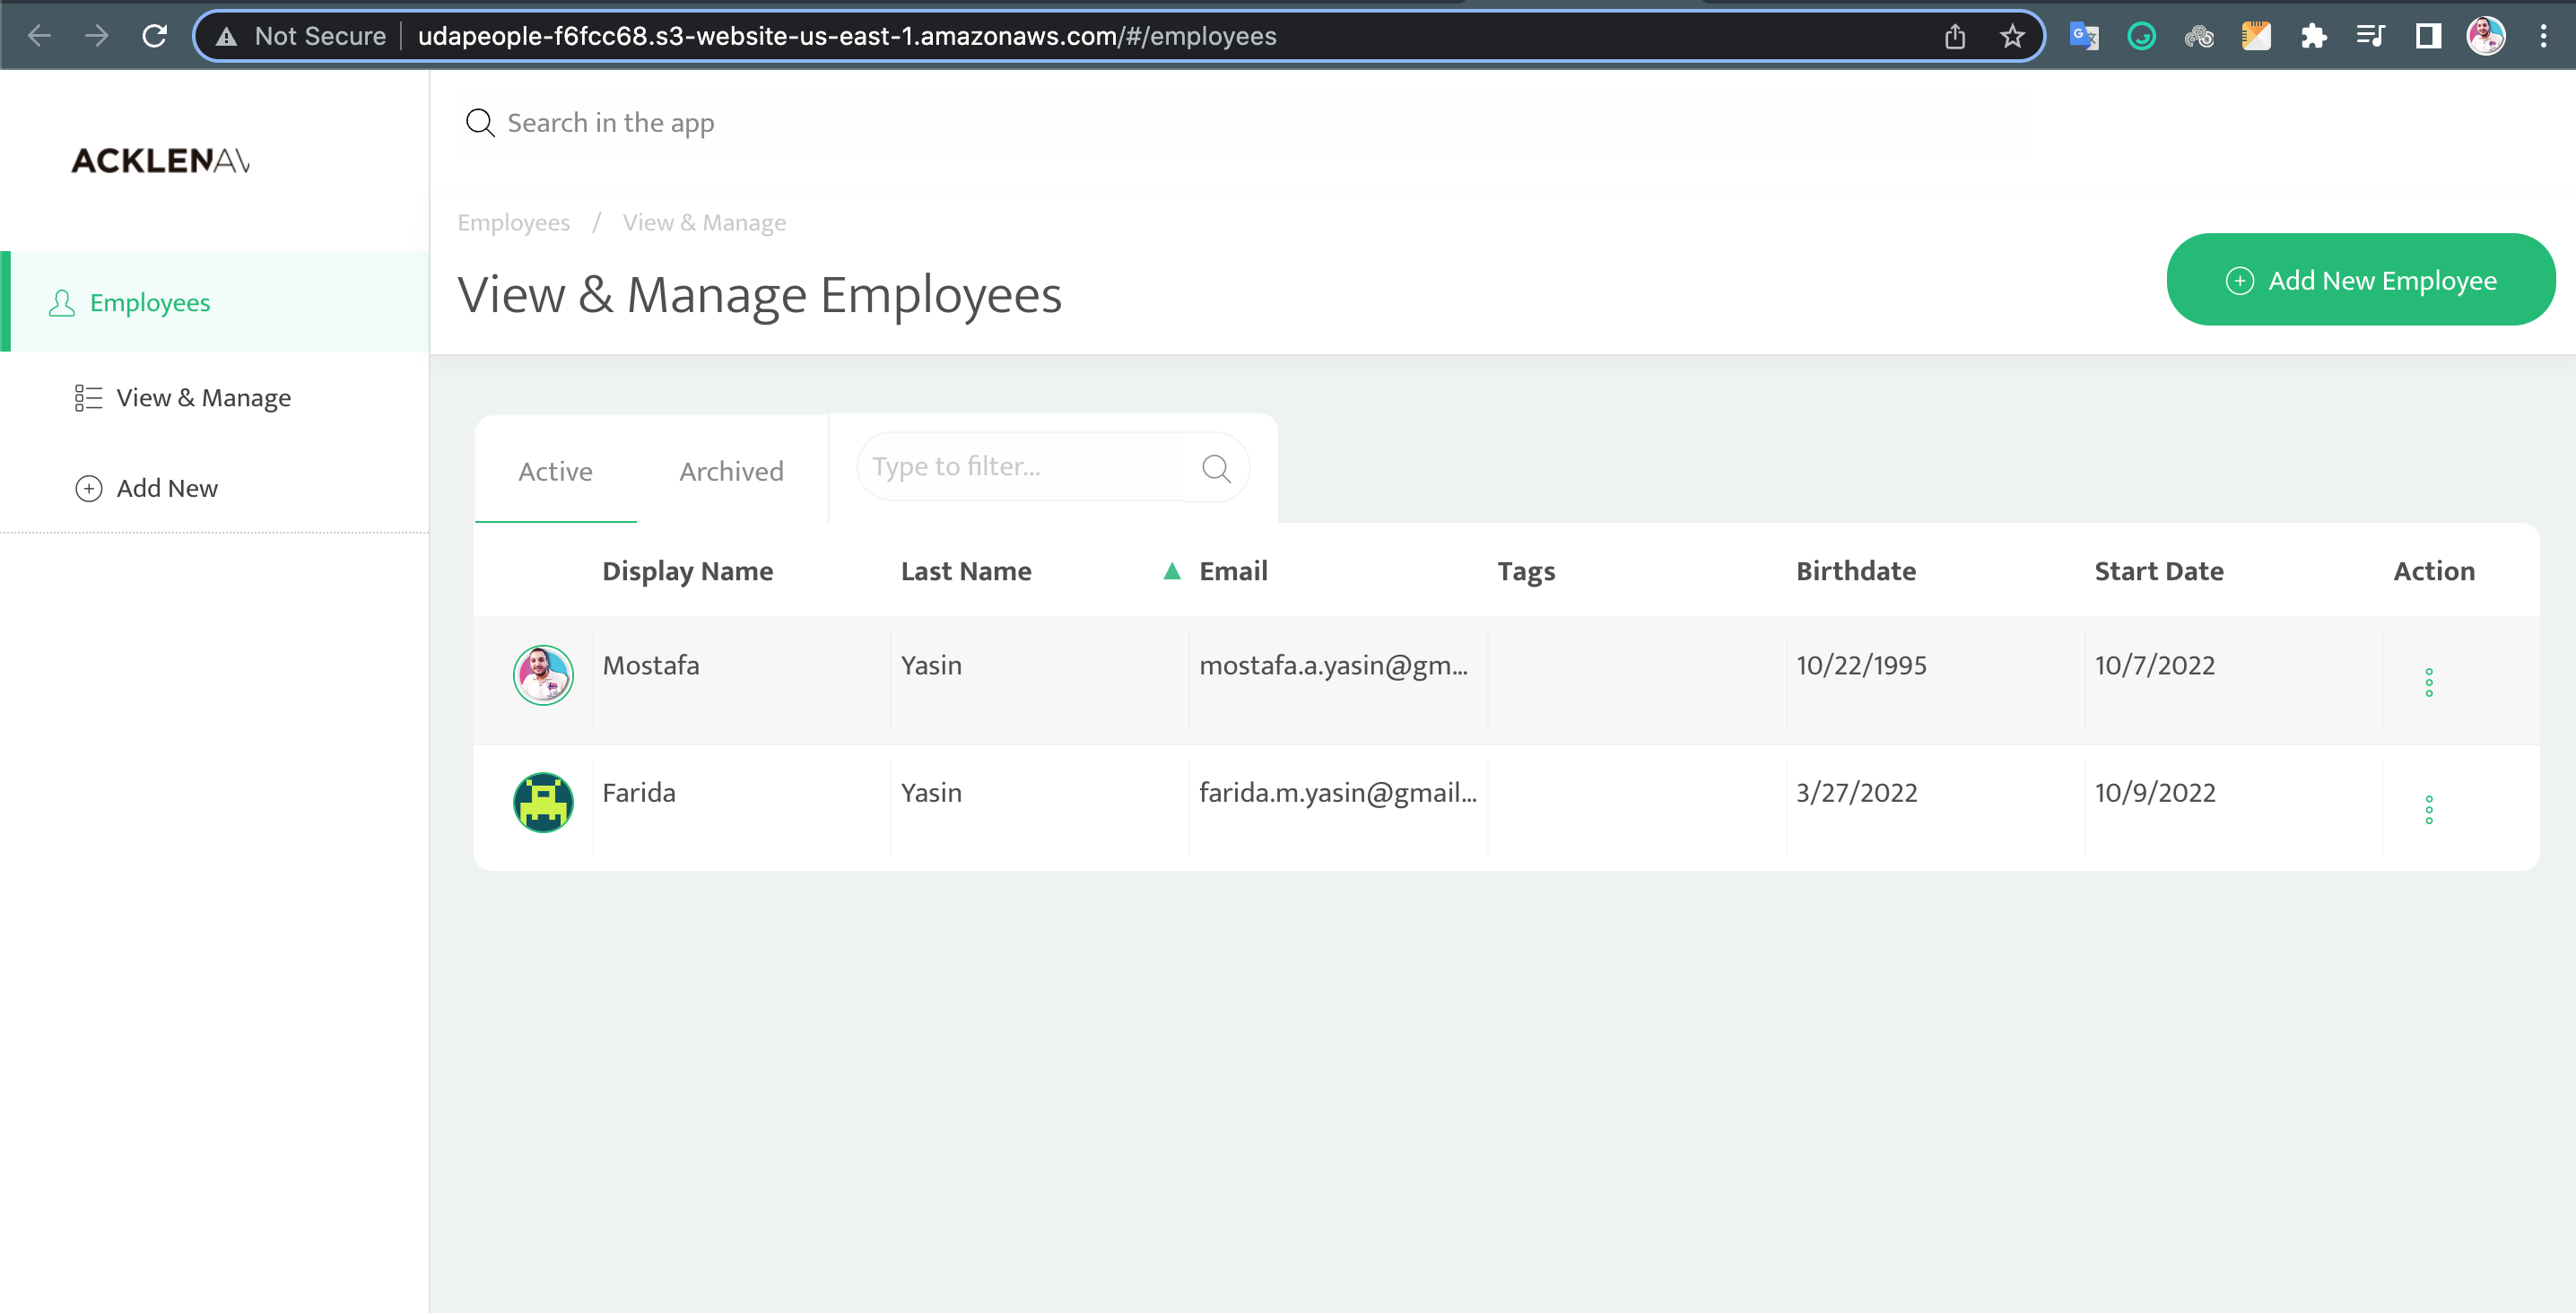 Not Secure | udapeople-f6fcc68.s3-website-us-east-1.amazonaws.com/#/employees
Search in the app
ACKLENAV
Employees / View & Manage
View & Manage Employees
Add New Employee
Employees
View & Manage
Add New
Active Archived Type to filter...
Display Name Last Name Email Tags Birthdate Start Date Action
Mostafa Yasin mostafa.a.yasin@gm... 10/22/1995 10/7/2022
Farida Yasin farida.m.yasin@gmail... 3/27/2022 10/9/2022